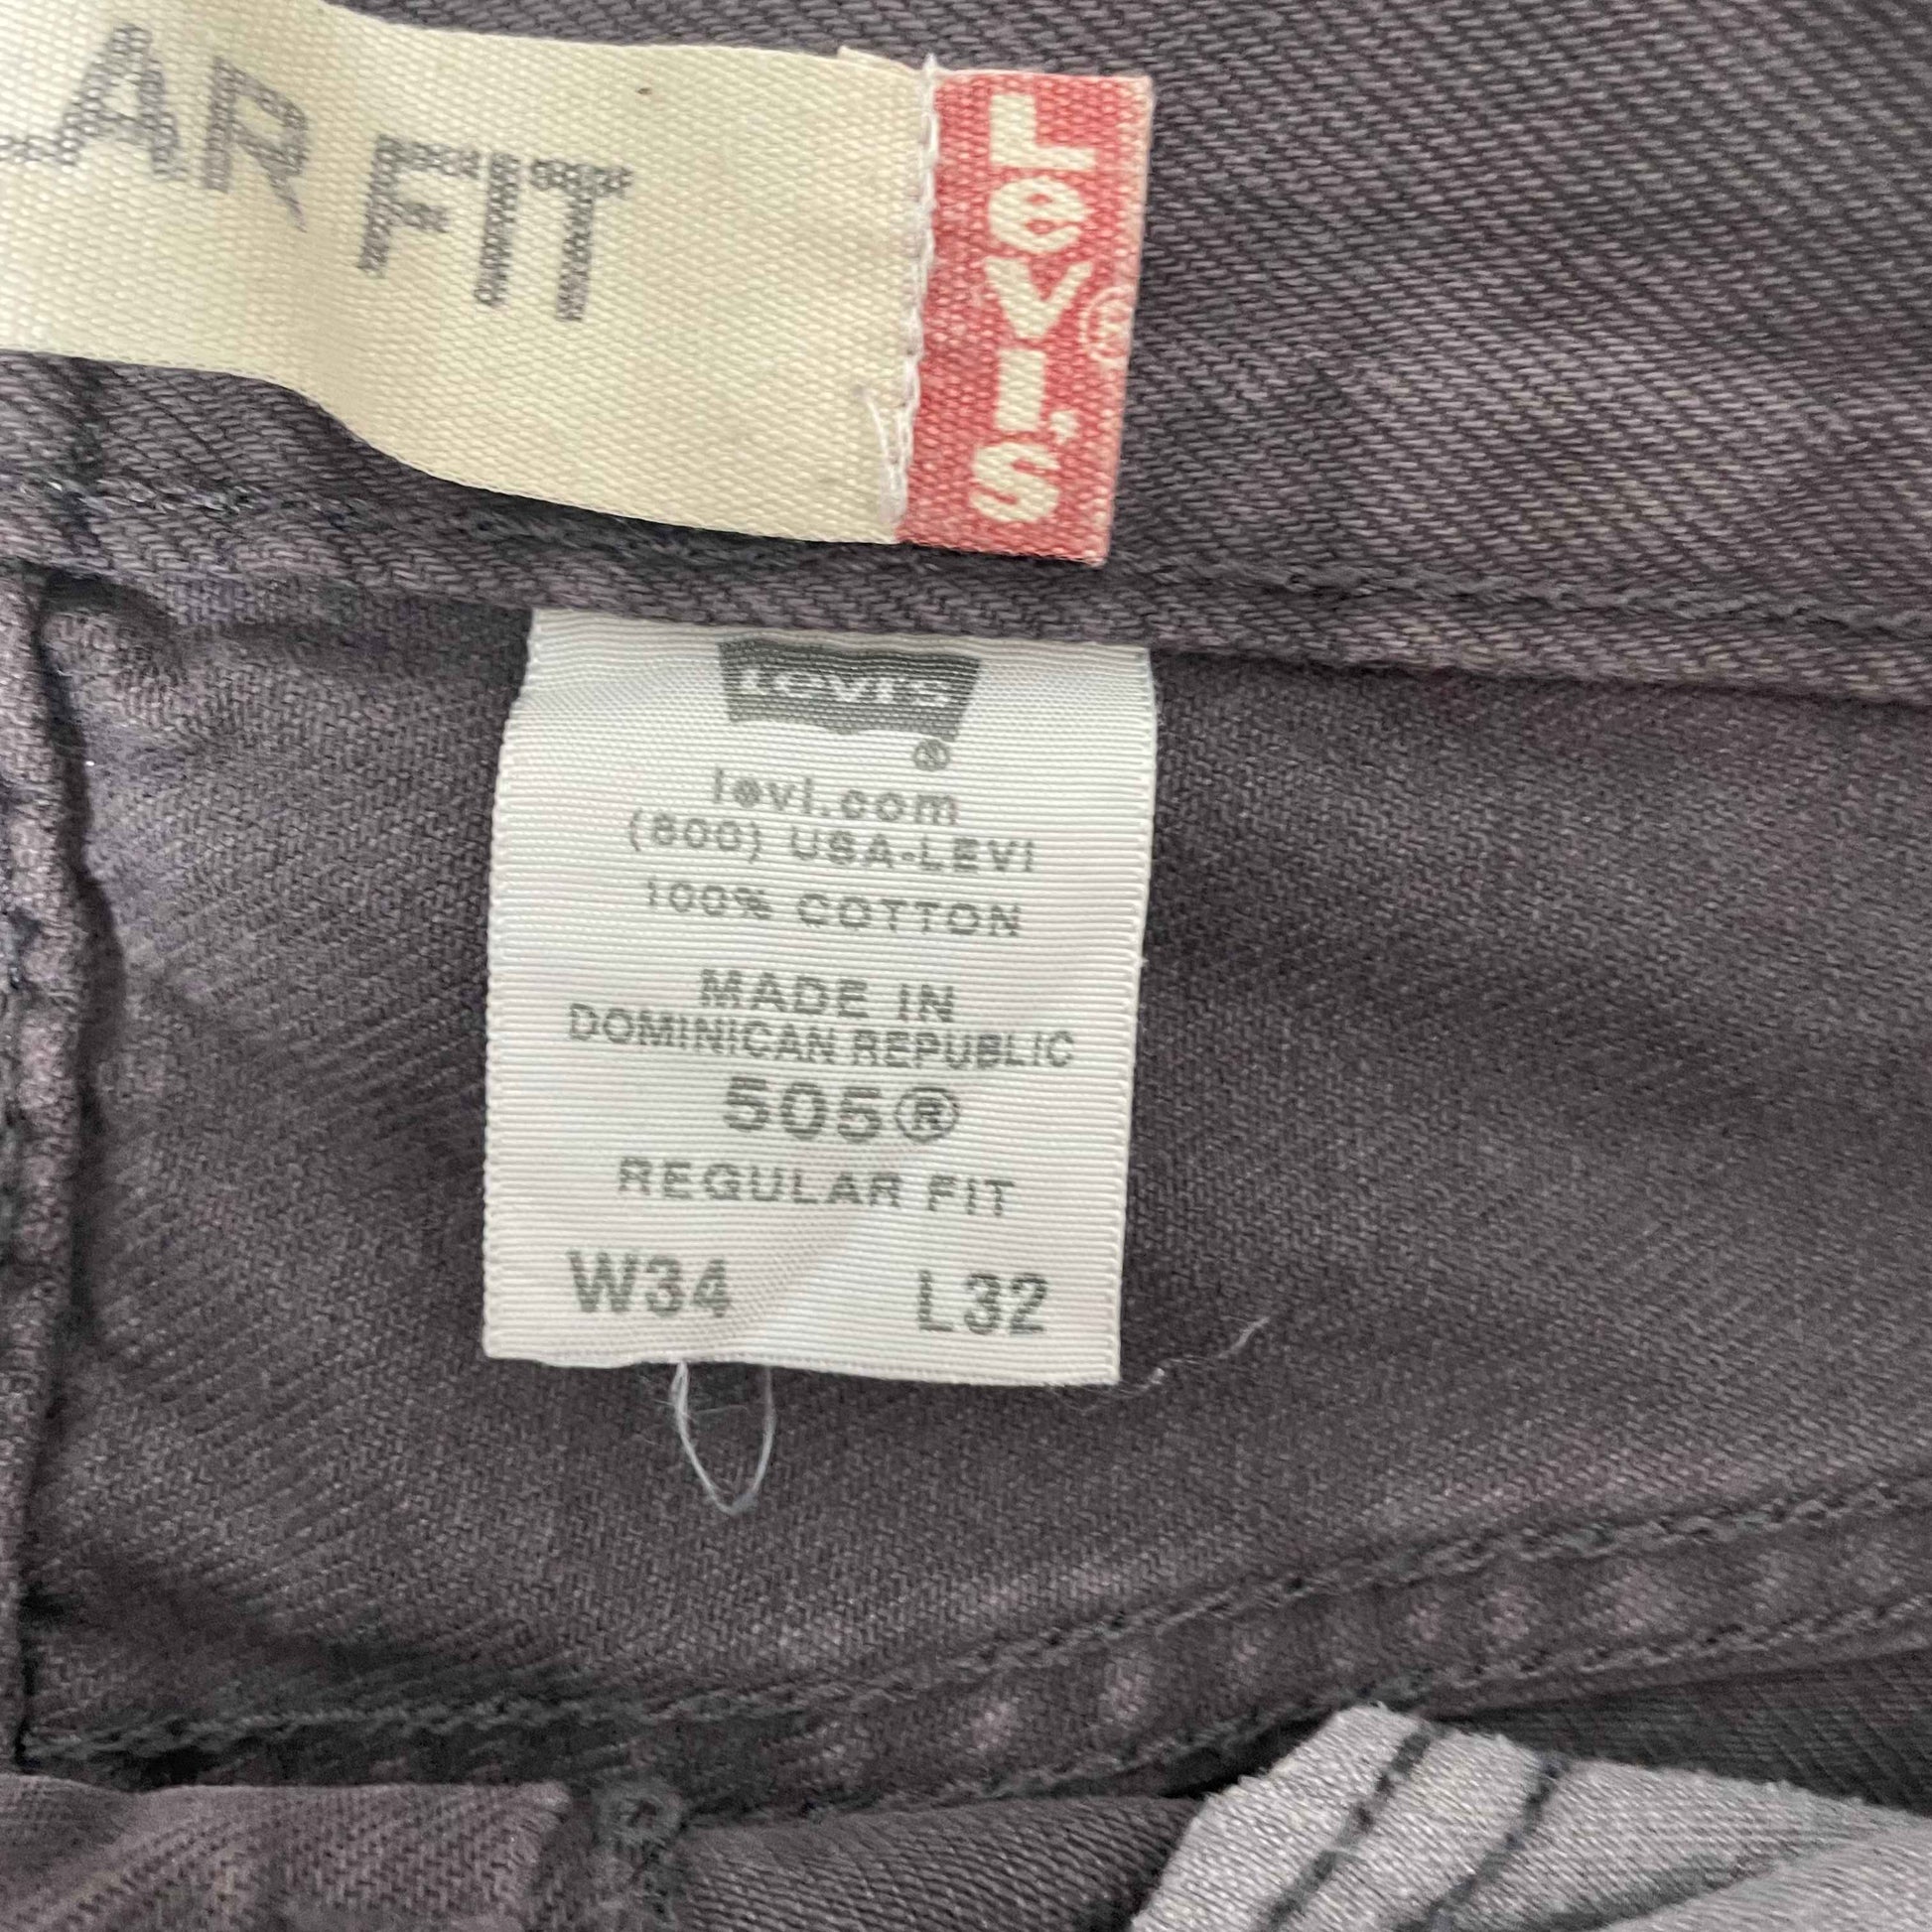 LAR FIT
Levi's®
Levi's
®
levi.com
(800) USA-LEVI
100% COTTON
MADE IN
DOMINICAN REPUBLIC
505®
REGULAR FIT
W34 L32